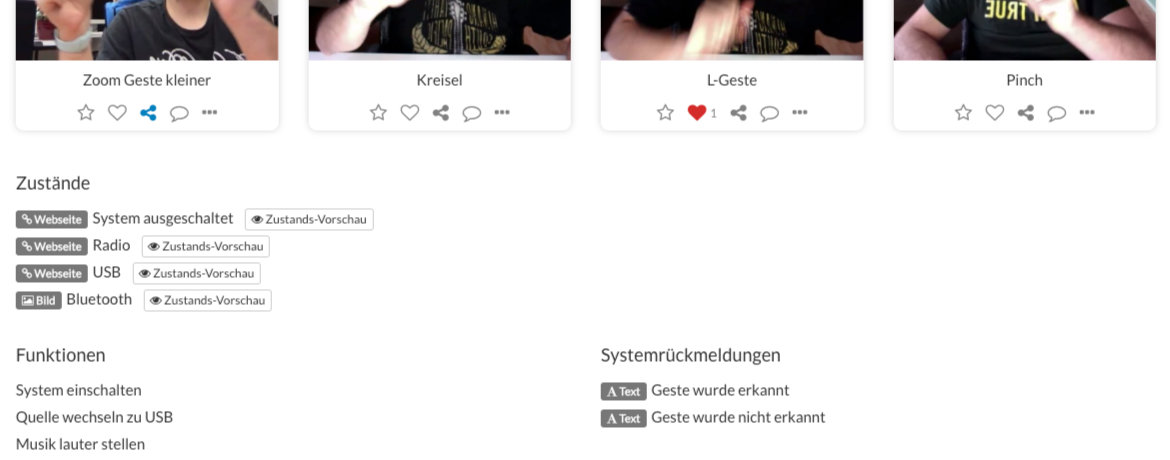 TRUE
Zoom Geste kleiner
Kreisel
L-Geste
Pinch
1
Zustände
Webseite System ausgeschaltet Zustands-Vorschau
Webseite Radio Zustands-Vorschau
Webseite USB Zustands-Vorschau
Bild Bluetooth Zustands-Vorschau
Funktionen
System einschalten
Quelle wechseln zu USB
Musik lauter stellen
Systemrückmeldungen
A Text Geste wurde erkannt
A Text Geste wurde nicht erkannt